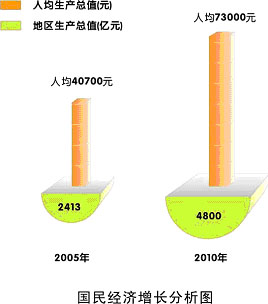 人均生产总值(元)
地区生产总值(亿元)
人均73000元
人均40700元
2413
4800
2005年
2010年
国民经济增长分析图